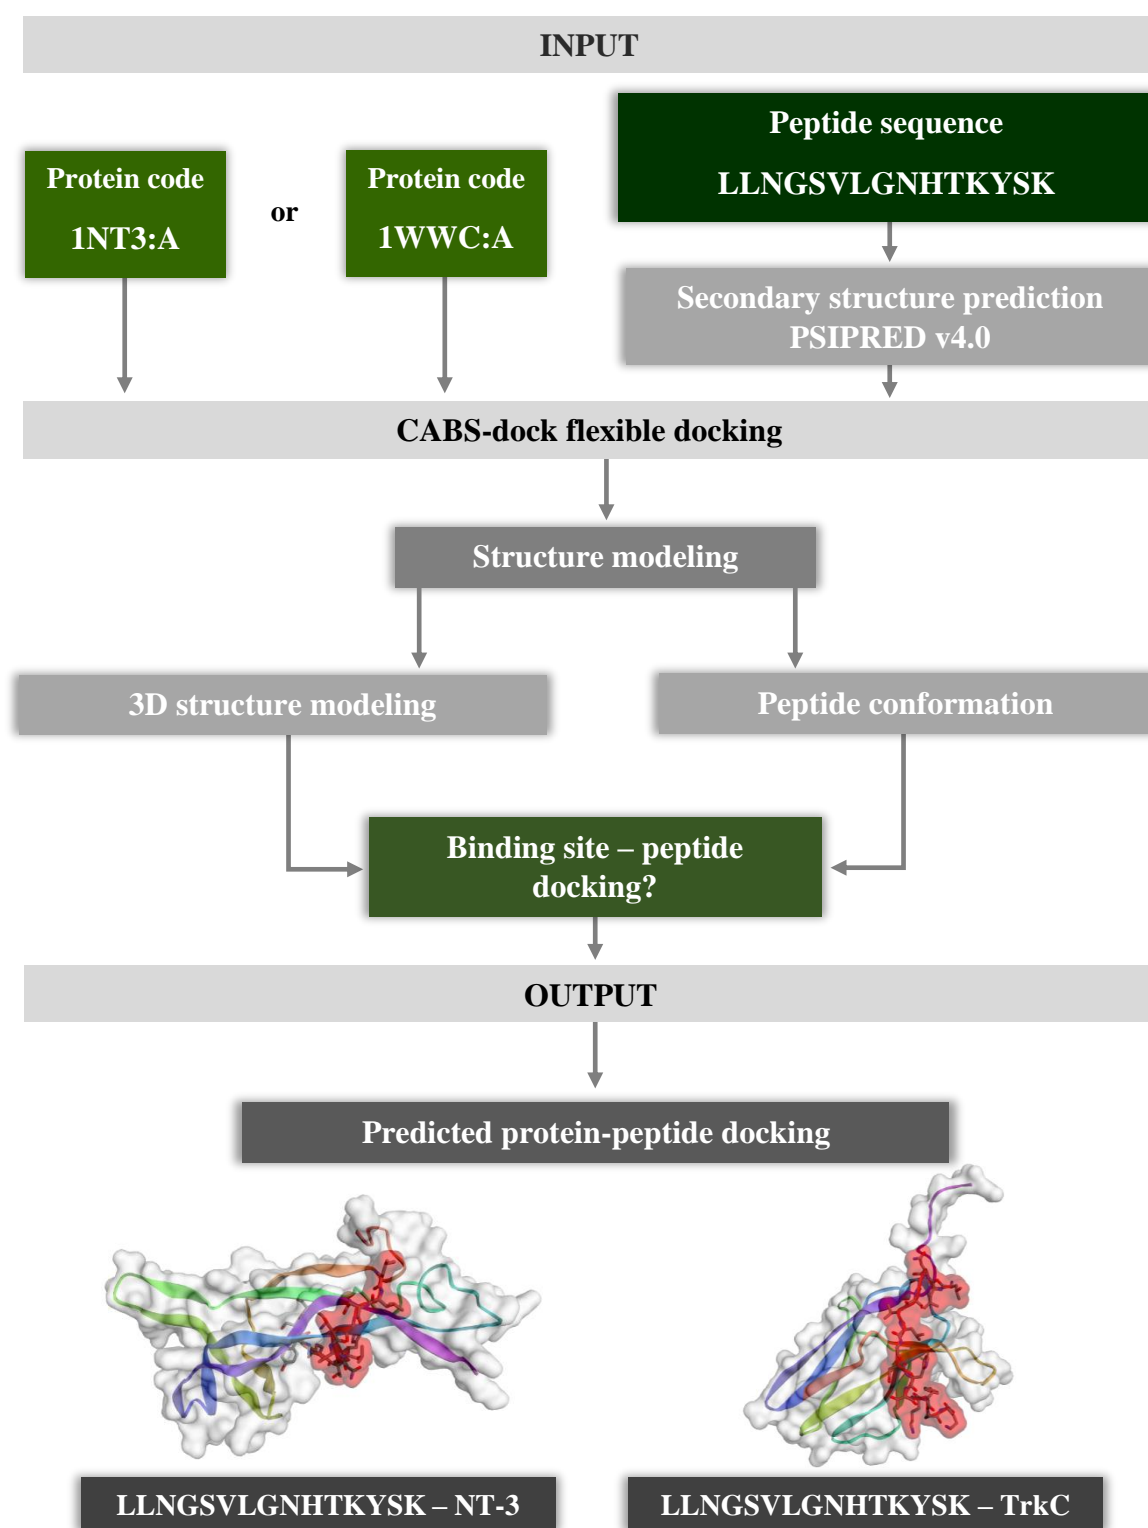 INPUT
Protein code
1NT3:A
or
Protein code
1WWC:A
Peptide sequence
LLNGSVLGNHTKYSK
Secondary structure prediction
PSIPRED v4.0
CABS-dock flexible docking
Structure modeling
3D structure modeling
Peptide conformation
Binding site – peptide
docking?
OUTPUT
Predicted protein-peptide docking
LLNGSVLGNHTKYSK – NT-3
LLNGSVLGNHTKYSK – TrkC